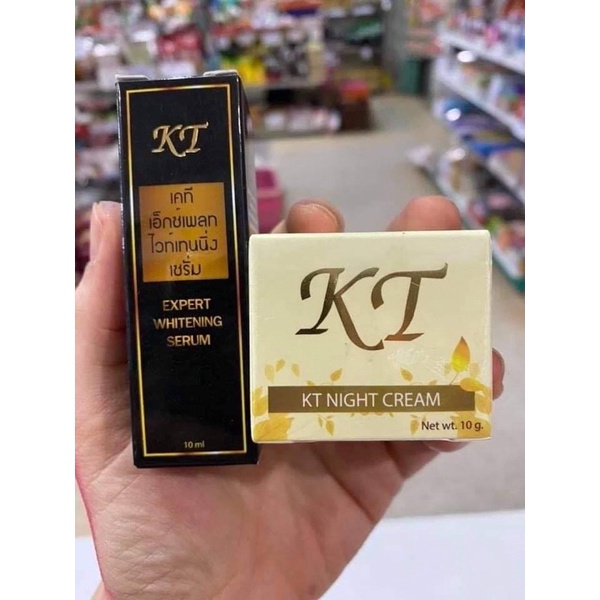 KT
เคที
เอ็กซ์เพลท
ไวท์เทนนิ่ง
เซรั่ม
EXPERT
WHITENING
SERUM
10 ml
KT
KT NIGHT CREAM
Net wt. 10 g.